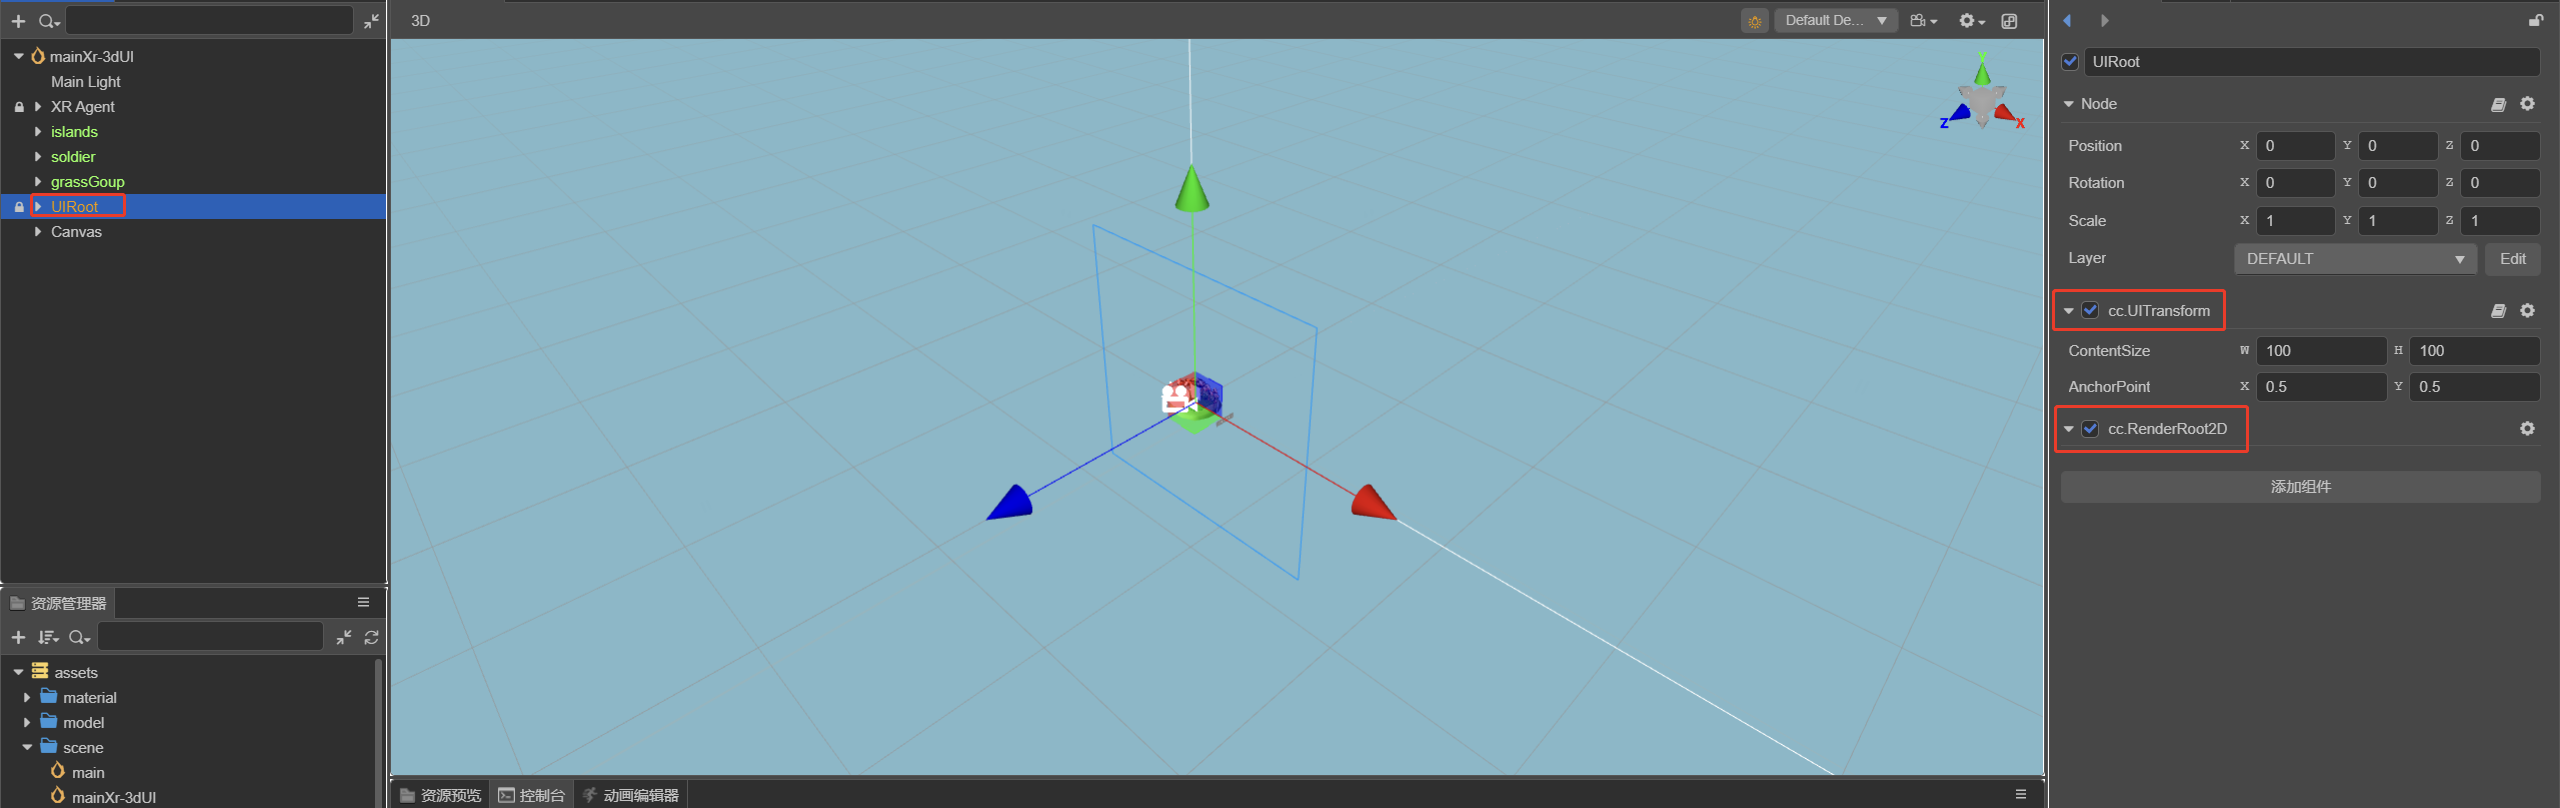 mainXr-3dUI
Main Light
XR Agent
islands
soldier
grassGoup
UIRoot
Canvas
资源管理器
assets
material
model
scene
main
mainXr-3dUI
3D
Default De...
Y
Z
X
资源预览 控制台 动画编辑器
UIRoot
Node
Position X 0 Y 0 Z 0
Rotation X 0 Y 0 Z 0
Scale X 1 Y 1 Z 1
Layer DEFAULT Edit
cc.UITransform
ContentSize W 100 H 100
AnchorPoint X 0.5 Y 0.5
cc.RenderRoot2D
添加组件